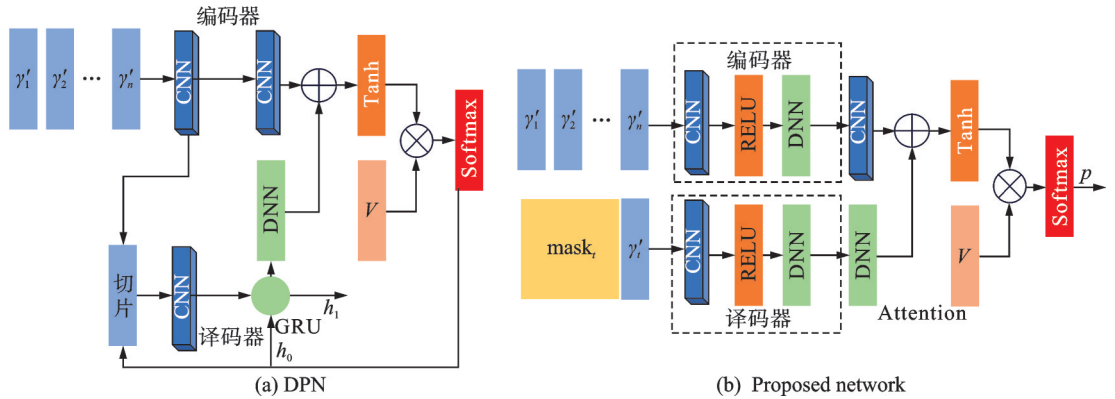 编码器
γ′₁ γ′₂ ··· γ′ₙ
CNN
CNN
Tanh
Softmax
DNN
V
切片
CNN
译码器
GRU
h₁
h₀
(a) DPN
编码器
γ′₁ γ′₂ ··· γ′ₙ
CNN
RELU
DNN
CNN
Tanh
Softmax
p
maskₜ
γ′ₜ
CNN
RELU
DNN
DNN
V
译码器
Attention
(b) Proposed network